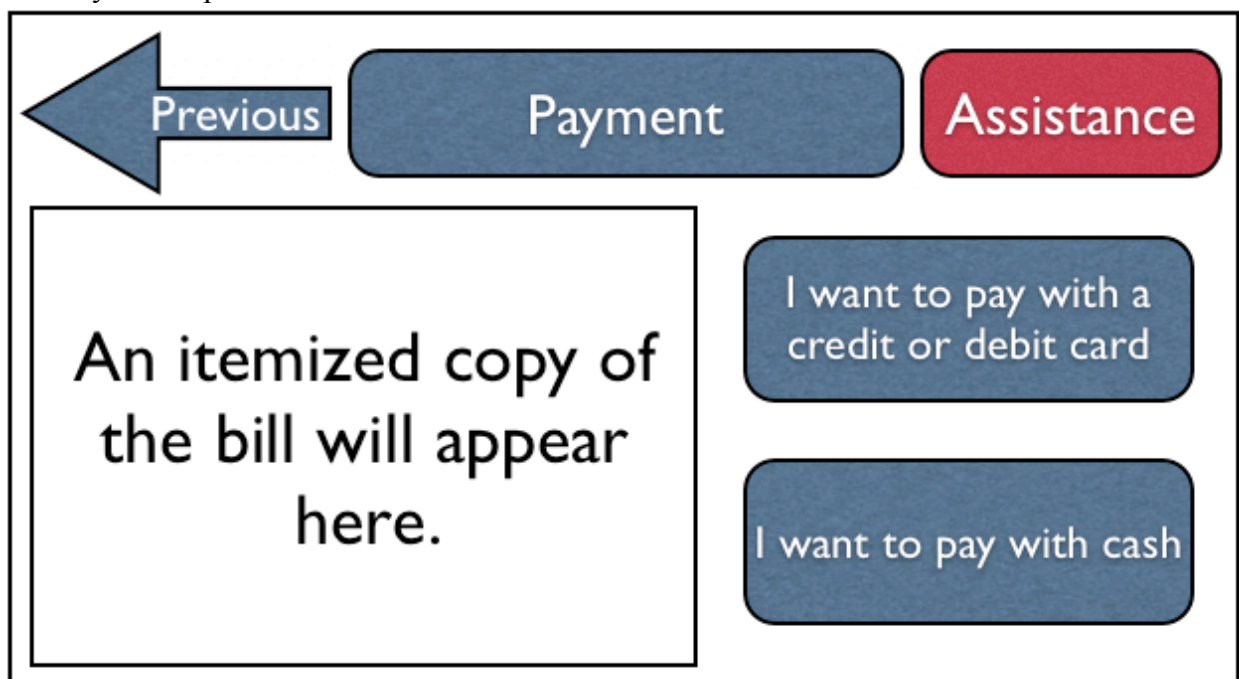 Previous
Payment
Assistance
An itemized copy of
the bill will appear
here.
I want to pay with a
credit or debit card
I want to pay with cash